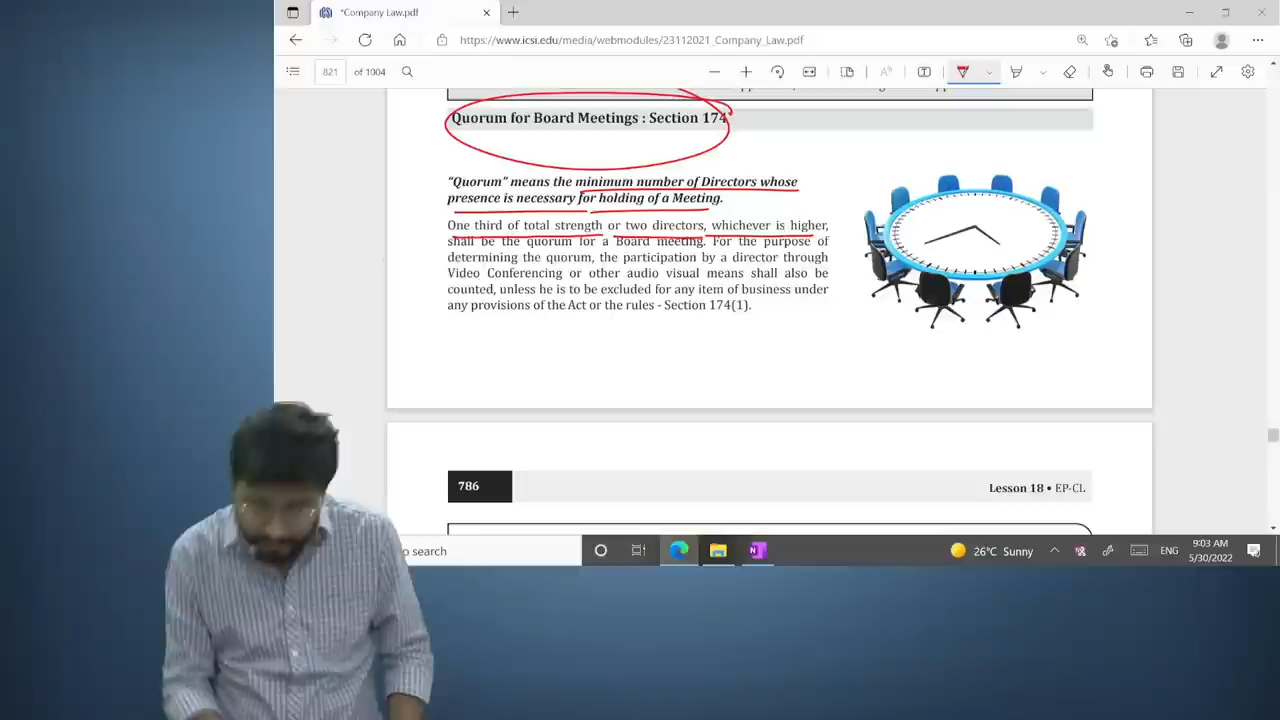 *Company Law.pdf
https://www.icsi.edu/media/webmodules/23112021_Company_Law.pdf
821 of 1004
Quorum for Board Meetings : Section 174
“Quorum” means the minimum number of Directors whose
presence is necessary for holding of a Meeting.
One third of total strength or two directors, whichever is higher,
shall be the quorum for a Board meeting. For the purpose of
determining the quorum, the participation by a director through
Video Conferencing or other audio visual means shall also be
counted, unless he is to be excluded for any item of business under
any provisions of the Act or the rules - Section 174(1).
786
Lesson 18 • EP-CL
o search
26°C Sunny
ENG
9:03 AM
5/30/2022